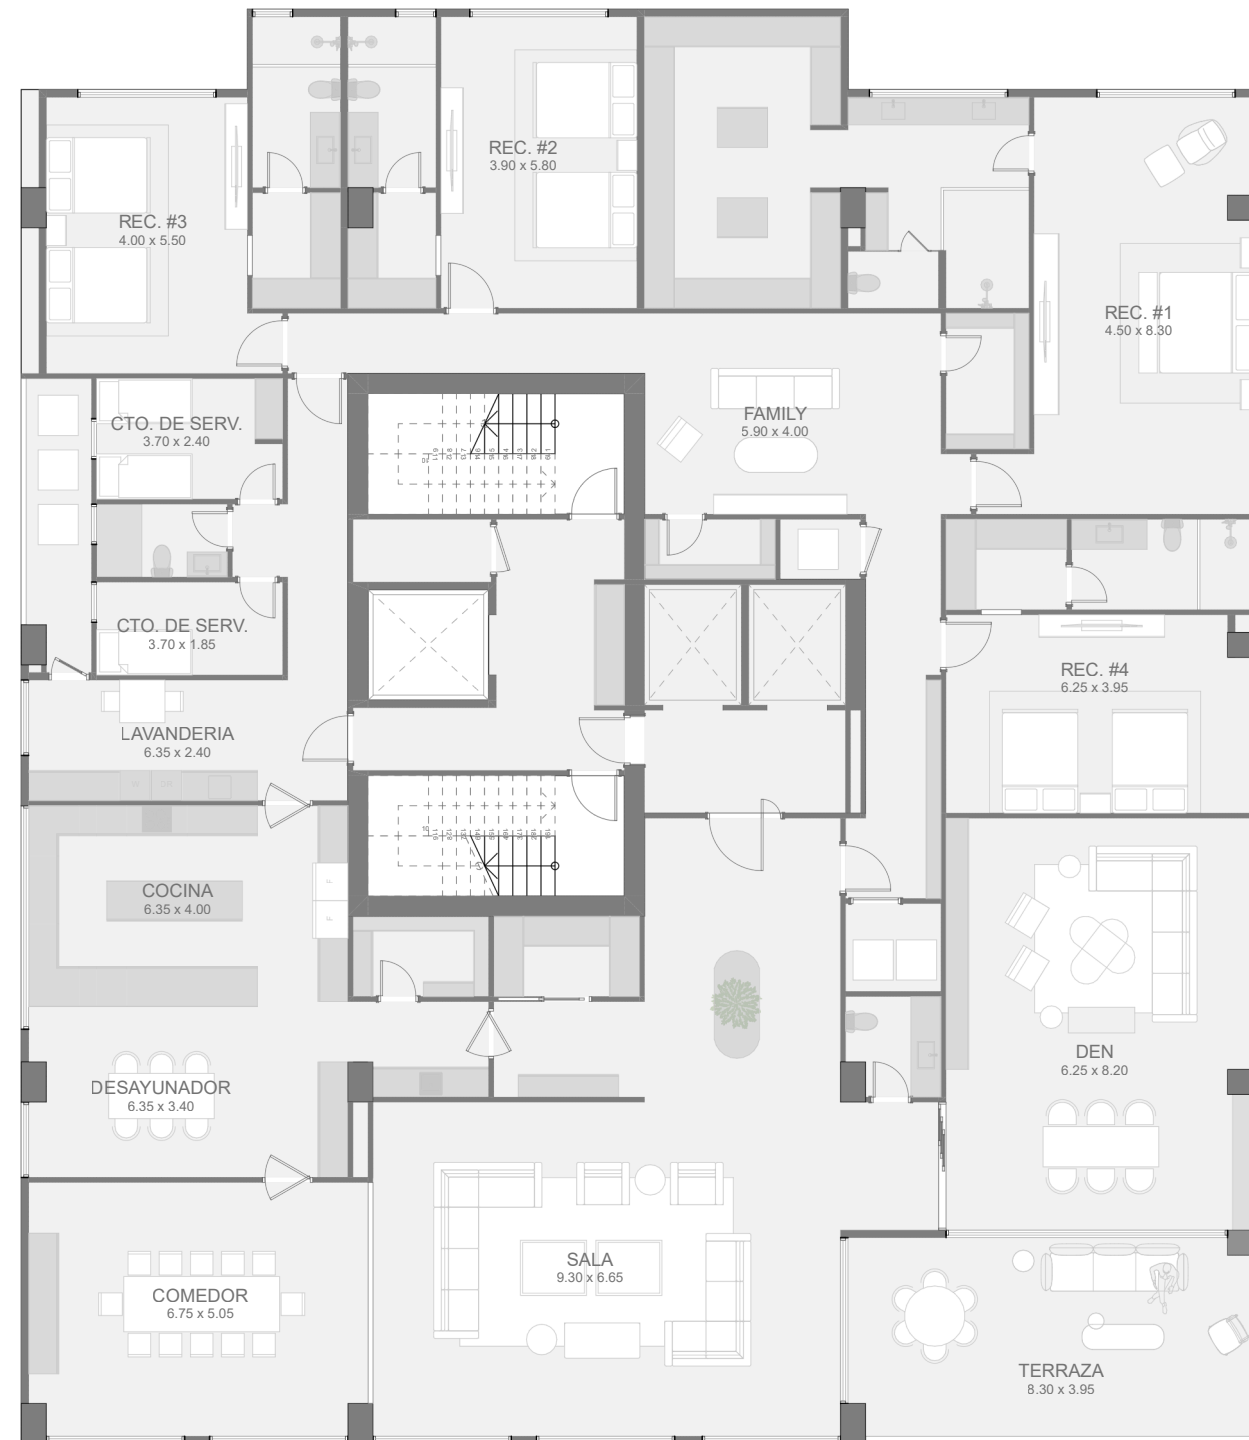 REC. #2
3.90 x 5.80
REC. #3
4.00 x 5.50
REC. #1
4.50 x 8.30
CTO. DE SERV.
3.70 x 2.40
FAMILY
5.90 x 4.00
CTO. DE SERV.
3.70 x 1.85
REC. #4
6.25 x 3.95
LAVANDERIA
6.35 x 2.40
COCINA
6.35 x 4.00
F
F
DEN
6.25 x 8.20
DESAYUNADOR
6.35 x 3.40
SALA
9.30 x 6.65
COMEDOR
6.75 x 5.05
TERRAZA
8.30 x 3.95